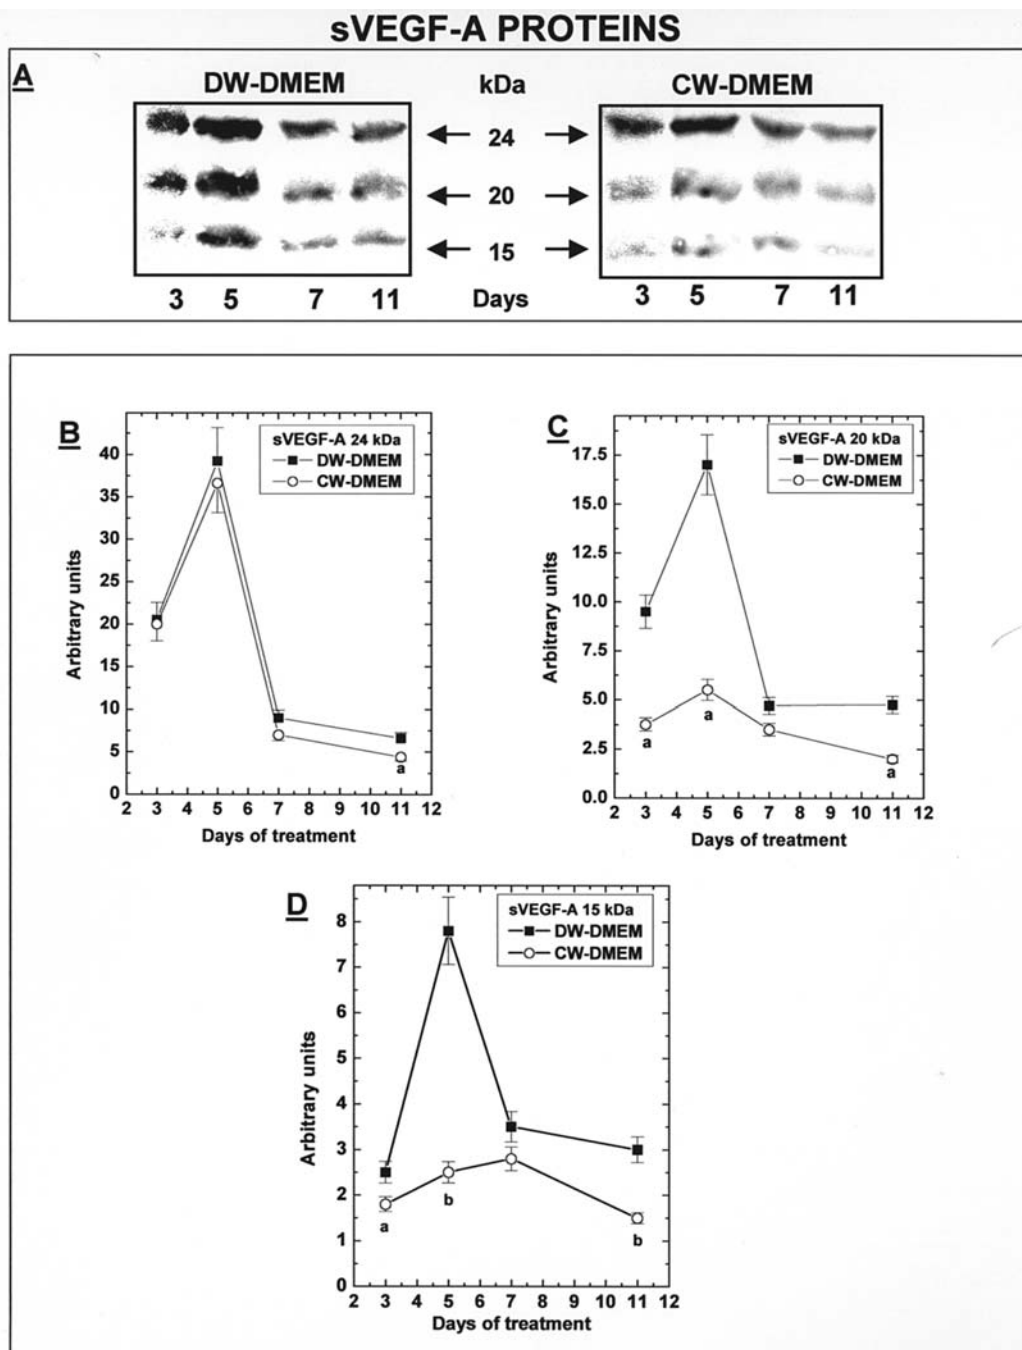 sVEGF-A PROTEINS
A
DW-DMEM kDa CW-DMEM
24
20
15
3 5 7 11 Days 3 5 7 11
B
sVEGF-A 24 kDa
DW-DMEM
CW-DMEM
Arbitrary units
40
35
30
25
20
15
10
5
0
a
2 3 4 5 6 7 8 9 10 11 12
Days of treatment
C
sVEGF-A 20 kDa
DW-DMEM
CW-DMEM
Arbitrary units
17.5
15.0
12.5
10.0
7.5
5.0
2.5
0.0
a a a
2 3 4 5 6 7 8 9 10 11 12
Days of treatment
D
sVEGF-A 15 kDa
DW-DMEM
CW-DMEM
Arbitrary units
8
7
6
5
4
3
2
1
0
a b b
2 3 4 5 6 7 8 9 10 11 12
Days of treatment